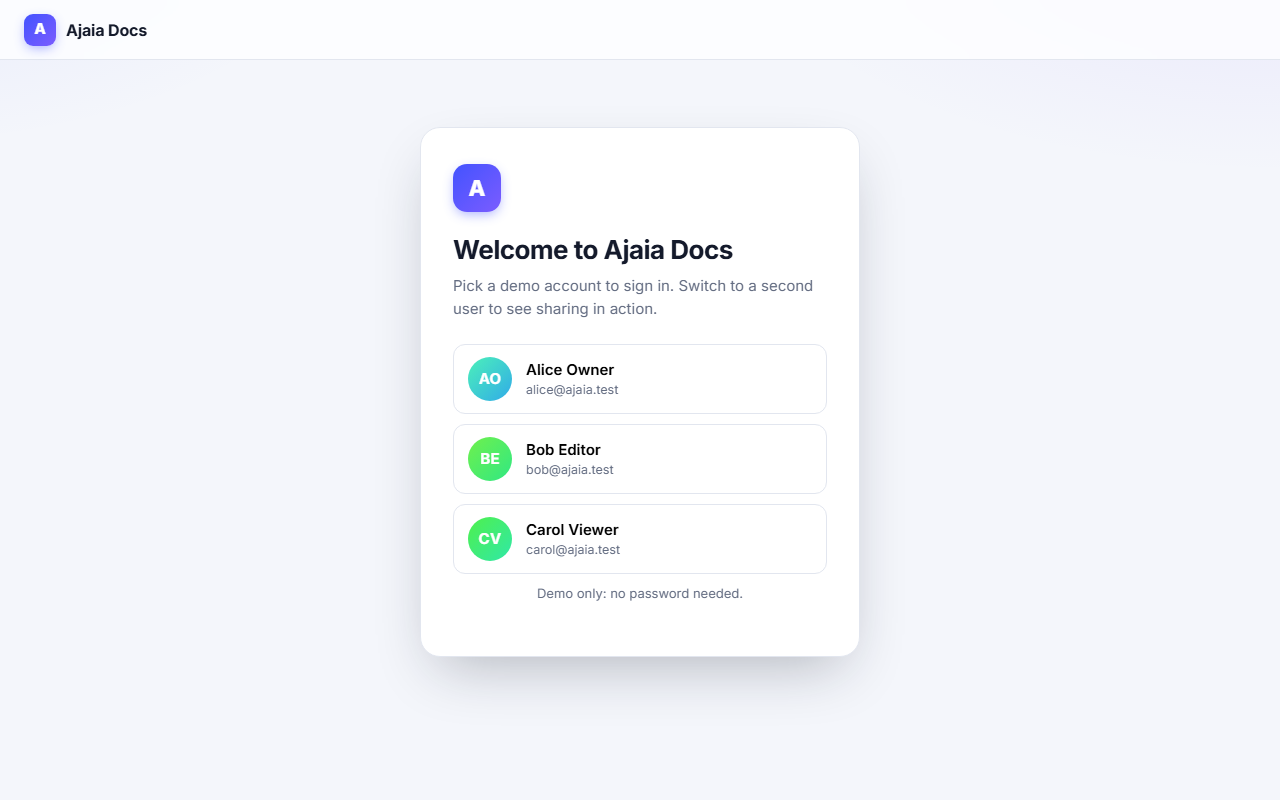 A Ajaia Docs
A
Welcome to Ajaia Docs
Pick a demo account to sign in. Switch to a second
user to see sharing in action.
AO Alice Owner
alice@ajaia.test
BE Bob Editor
bob@ajaia.test
CV Carol Viewer
carol@ajaia.test
Demo only: no password needed.